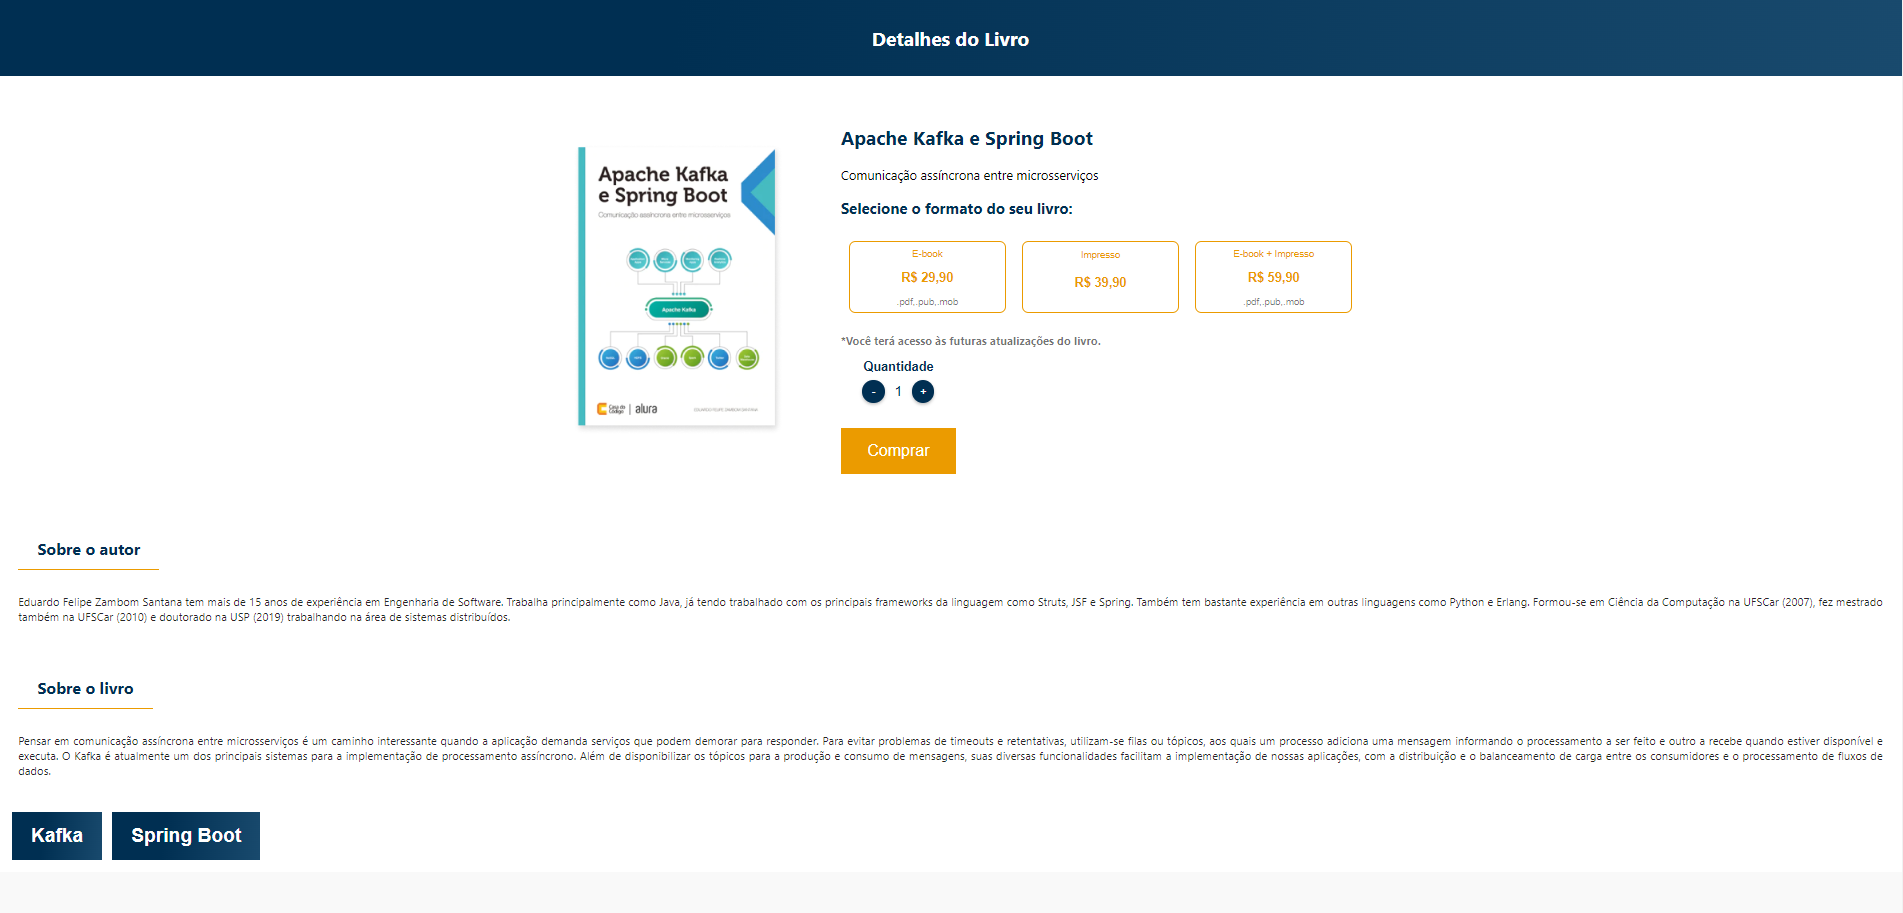 Detalhes do Livro
Apache Kafka
e Spring Boot
Comunicação assíncrona entre microsserviços
Apache Kafka
Casa do
Código
alura
Apache Kafka e Spring Boot
Comunicação assíncrona entre microsserviços
Selecione o formato do seu livro:
E-book
R$ 29,90
.pdf,.pub,.mob
Impresso
R$ 39,90
E-book + Impresso
R$ 59,90
.pdf,.pub,.mob
*Você terá acesso às futuras atualizações do livro.
Quantidade
- 1 +
Comprar
Sobre o autor
Eduardo Felipe Zambom Santana tem mais de 15 anos de experiência em Engenharia de Software. Trabalha principalmente como Java, já tendo trabalhado com os principais frameworks da linguagem como Struts, JSF e Spring. Também tem bastante experiência em outras linguagens como Python e Erlang. Formou-se em Ciência da Computação na UFSCar (2007), fez mestrado
também na UFSCar (2010) e doutorado na USP (2019) trabalhando na área de sistemas distribuídos.
Sobre o livro
Pensar em comunicação assíncrona entre microsserviços é um caminho interessante quando a aplicação demanda serviços que podem demorar para responder. Para evitar problemas de timeouts e retentativas, utilizam-se filas ou tópicos, aos quais um processo adiciona uma mensagem informando o processamento a ser feito e outro a recebe quando estiver disponível e
executa. O Kafka é atualmente um dos principais sistemas para a implementação de processamento assíncrono. Além de disponibilizar os tópicos para a produção e consumo de mensagens, suas diversas funcionalidades facilitam a implementação de nossas aplicações, com a distribuição e o balanceamento de carga entre os consumidores e o processamento de fluxos de
dados.
Kafka
Spring Boot